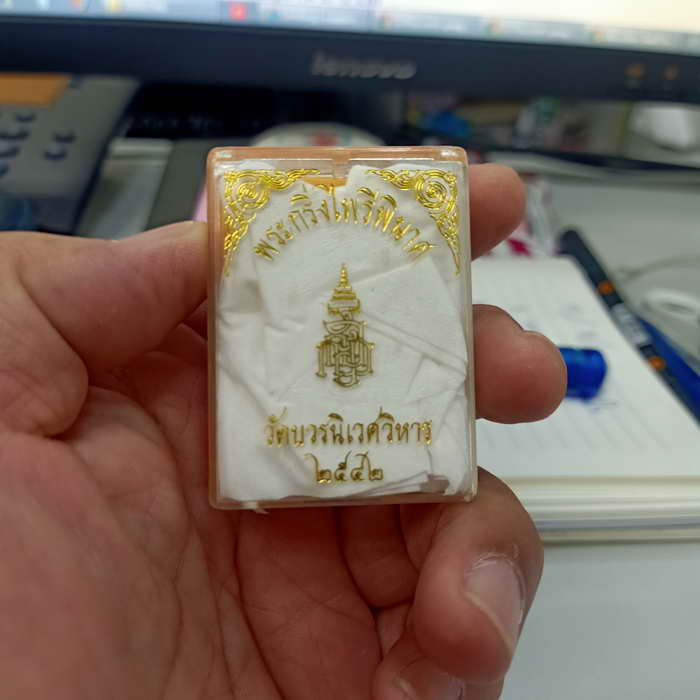 lenovo
พระกริ่งไพรีพินาศ
วัดบวรนิเวศวิหาร
๒๕๔๒